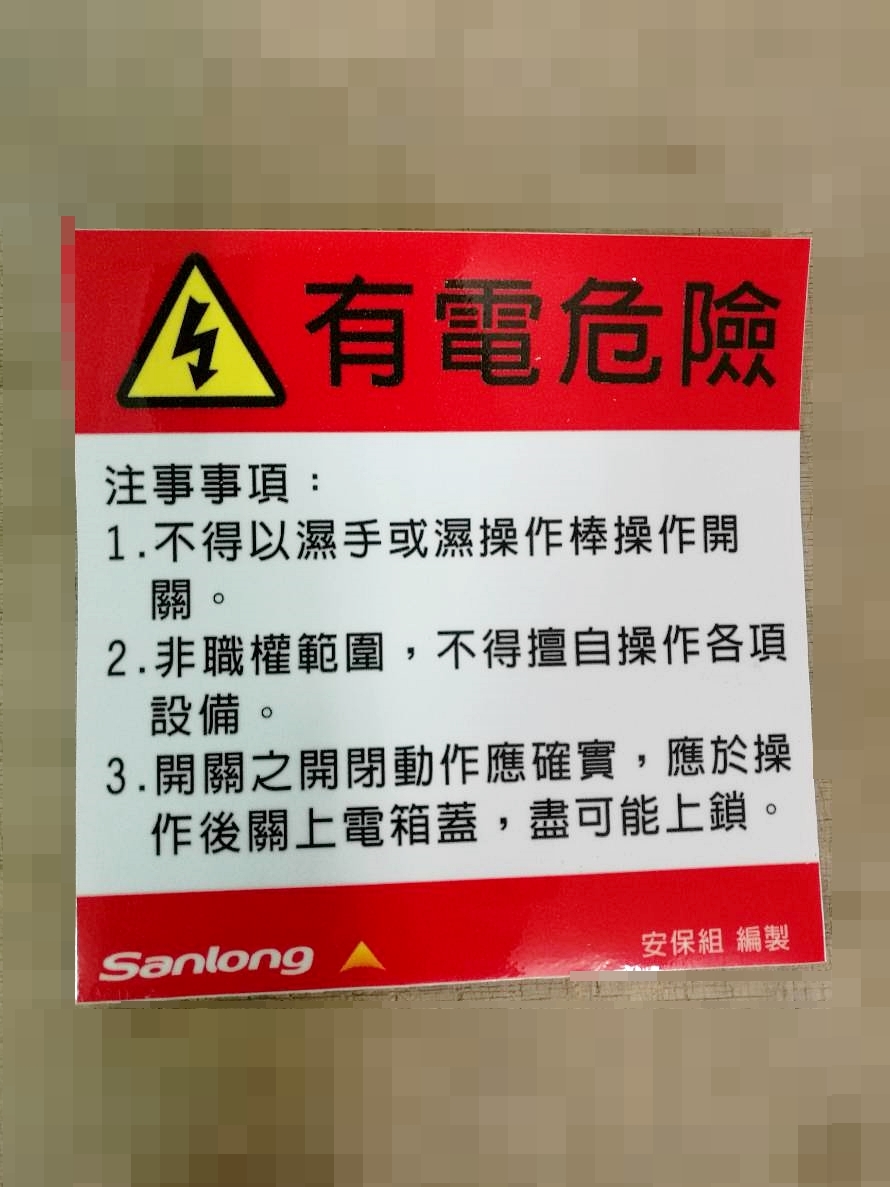 有電危險
注事事項：
1.不得以濕手或濕操作棒操作開
關。
2.非職權範圍，不得擅自操作各項
設備。
3.開關之開閉動作應確實，應於操
作後關上電箱蓋，盡可能上鎖。
Sanlong
安保組 編製